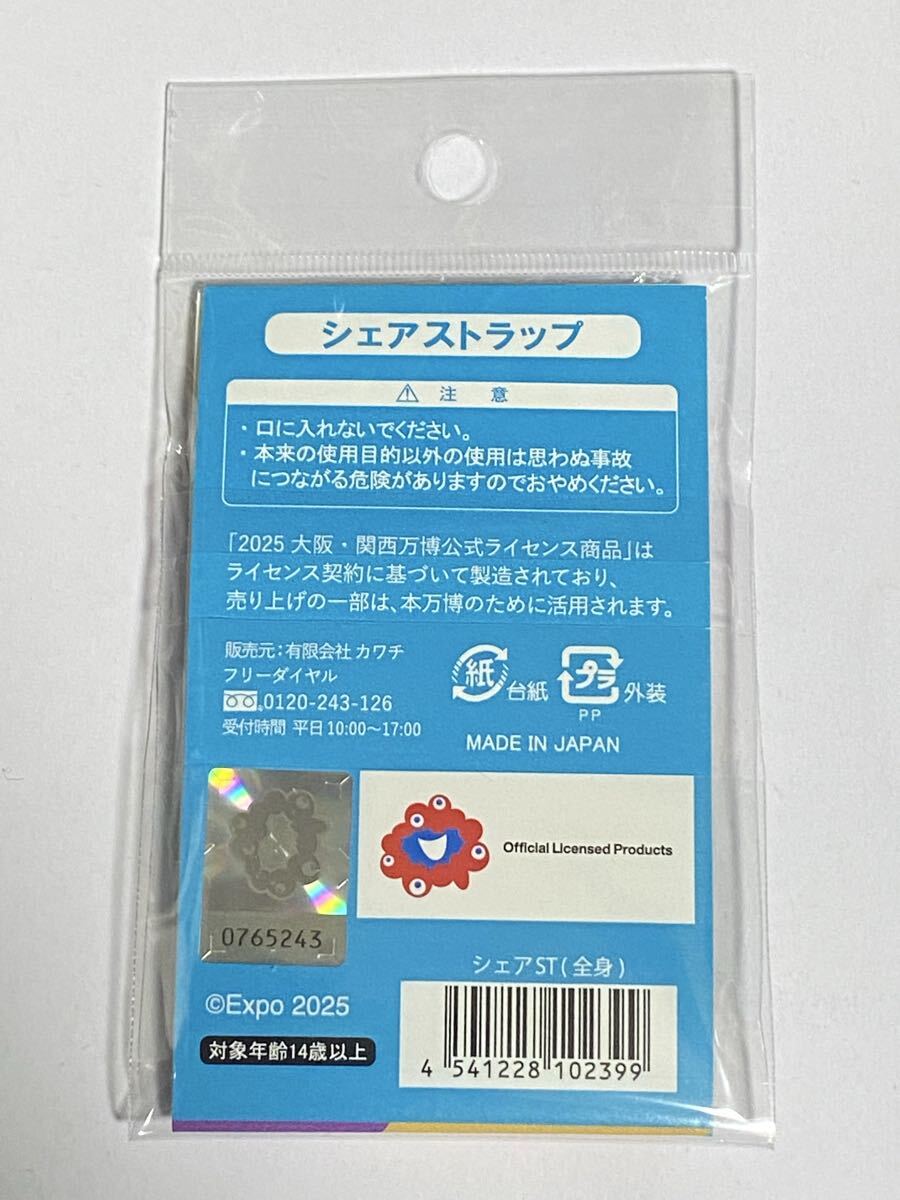 シェアストラップ
⚠ 注 意
・口に入れないでください。
・本来の使用目的以外の使用は思わぬ事故
につながる危険がありますのでおやめください。
「2025 大阪・関西万博公式ライセンス商品」は
ライセンス契約に基づいて製造されており、
売り上げの一部は、本万博のために活用されます。
販売元：有限会社 カワチ
フリーダイヤル
0120-243-126
受付時間 平日10:00〜17:00
紙 台紙
プラ 外装
PP
MADE IN JAPAN
Official Licensed Products
0765243
シェアST(全身)
©Expo 2025
対象年齢14歳以上
4 541228 102399